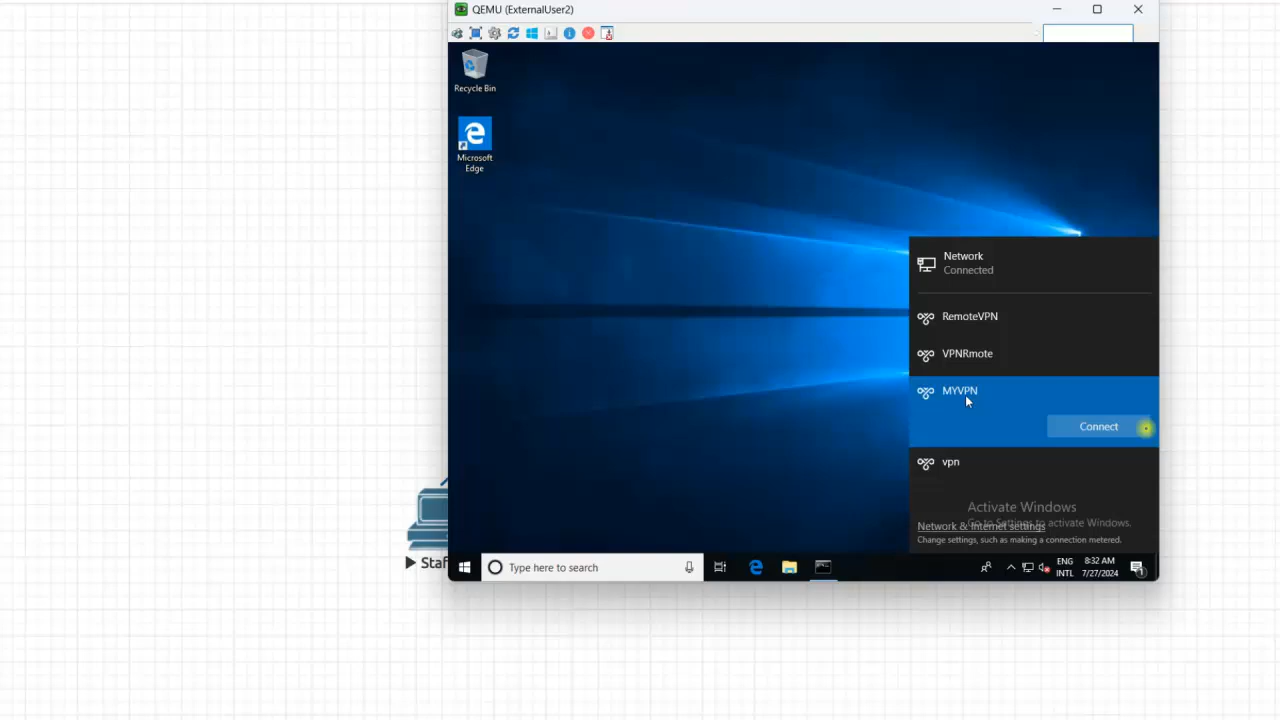 QEMU (ExternalUser2)
Recycle Bin
Microsoft
Edge
Network
Connected
RemoteVPN
VPNRmote
MYVPN
Connect
vpn
Activate Windows
Go to Settings to activate Windows.
Network & Internet settings
Change settings, such as making a connection metered.
Staf
Type here to search
ENG
INTL
8:32 AM
7/27/2024
1